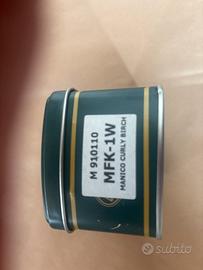 M 910110
MFK-1W
MANICO CURLY BIRCH
subito